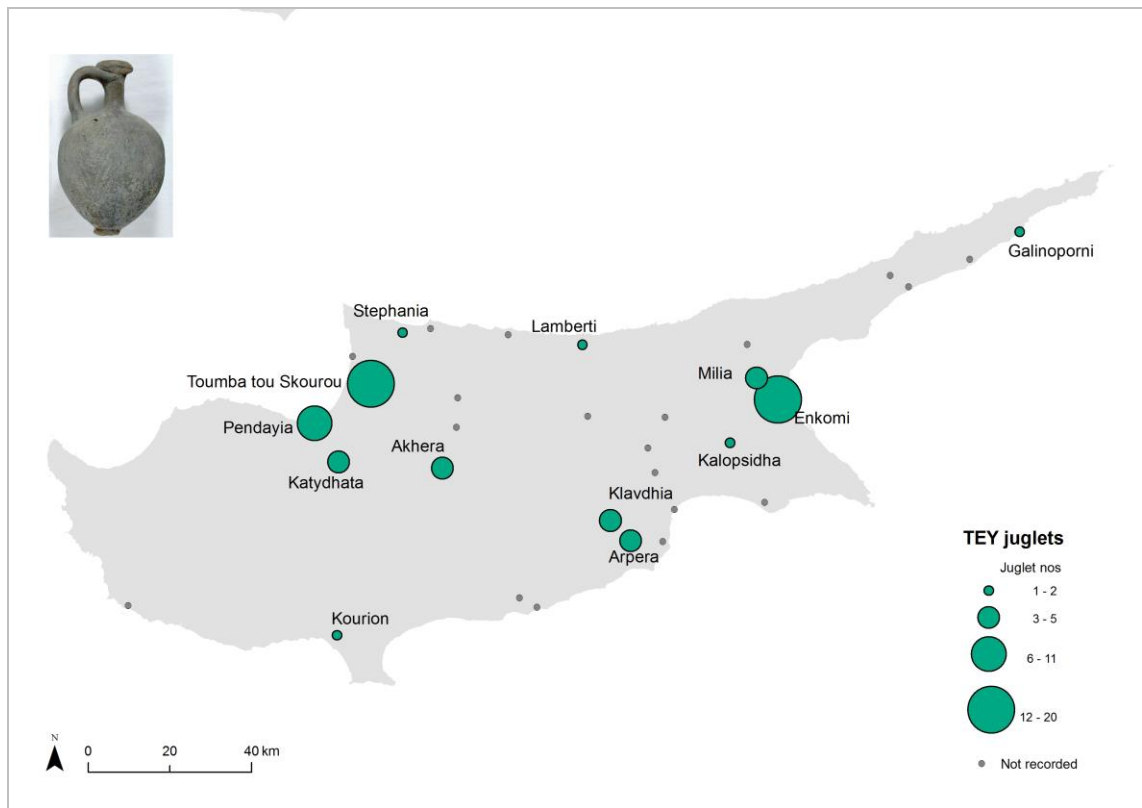 Galinoporni
Stephania
Lamberti
Toumba tou Skourou
Milia
Enkomi
Pendayia
Akhera
Kalopsidha
Katydhata
Klavdhia
Arpera
Kourion
TEY juglets
Juglet nos
1 - 2
3 - 5
6 - 11
12 - 20
Not recorded
N
0 20 40 km